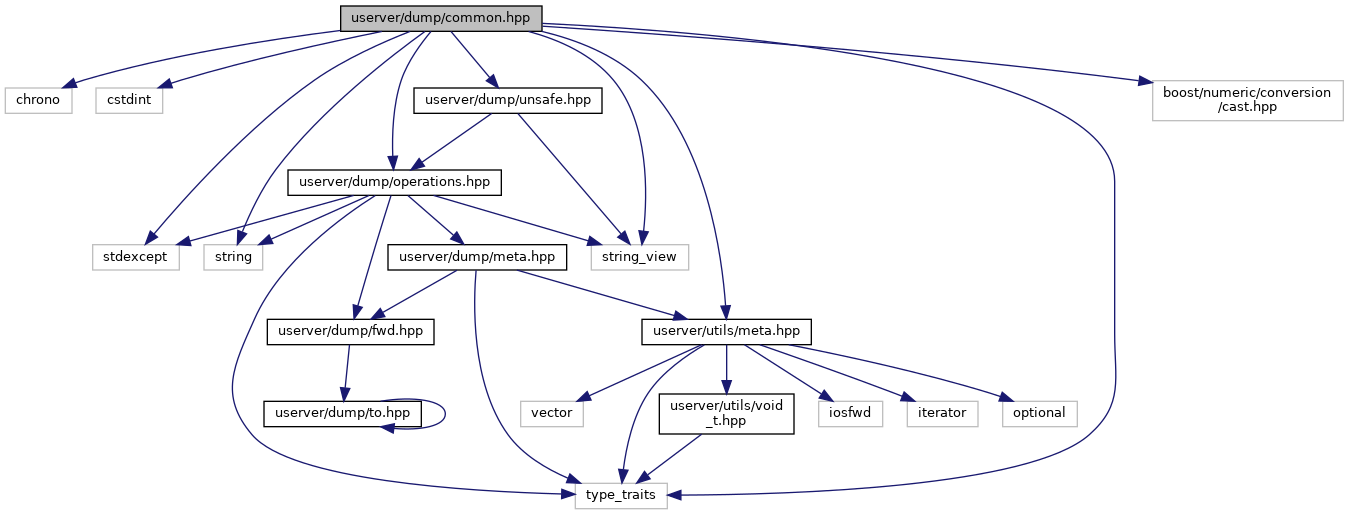 userver/dump/common.hpp
chrono
cstdint
userver/dump/unsafe.hpp
boost/numeric/conversion
/cast.hpp
userver/dump/operations.hpp
stdexcept
string
userver/dump/meta.hpp
string_view
userver/dump/fwd.hpp
userver/utils/meta.hpp
userver/dump/to.hpp
vector
userver/utils/void
_t.hpp
iosfwd
iterator
optional
type_traits